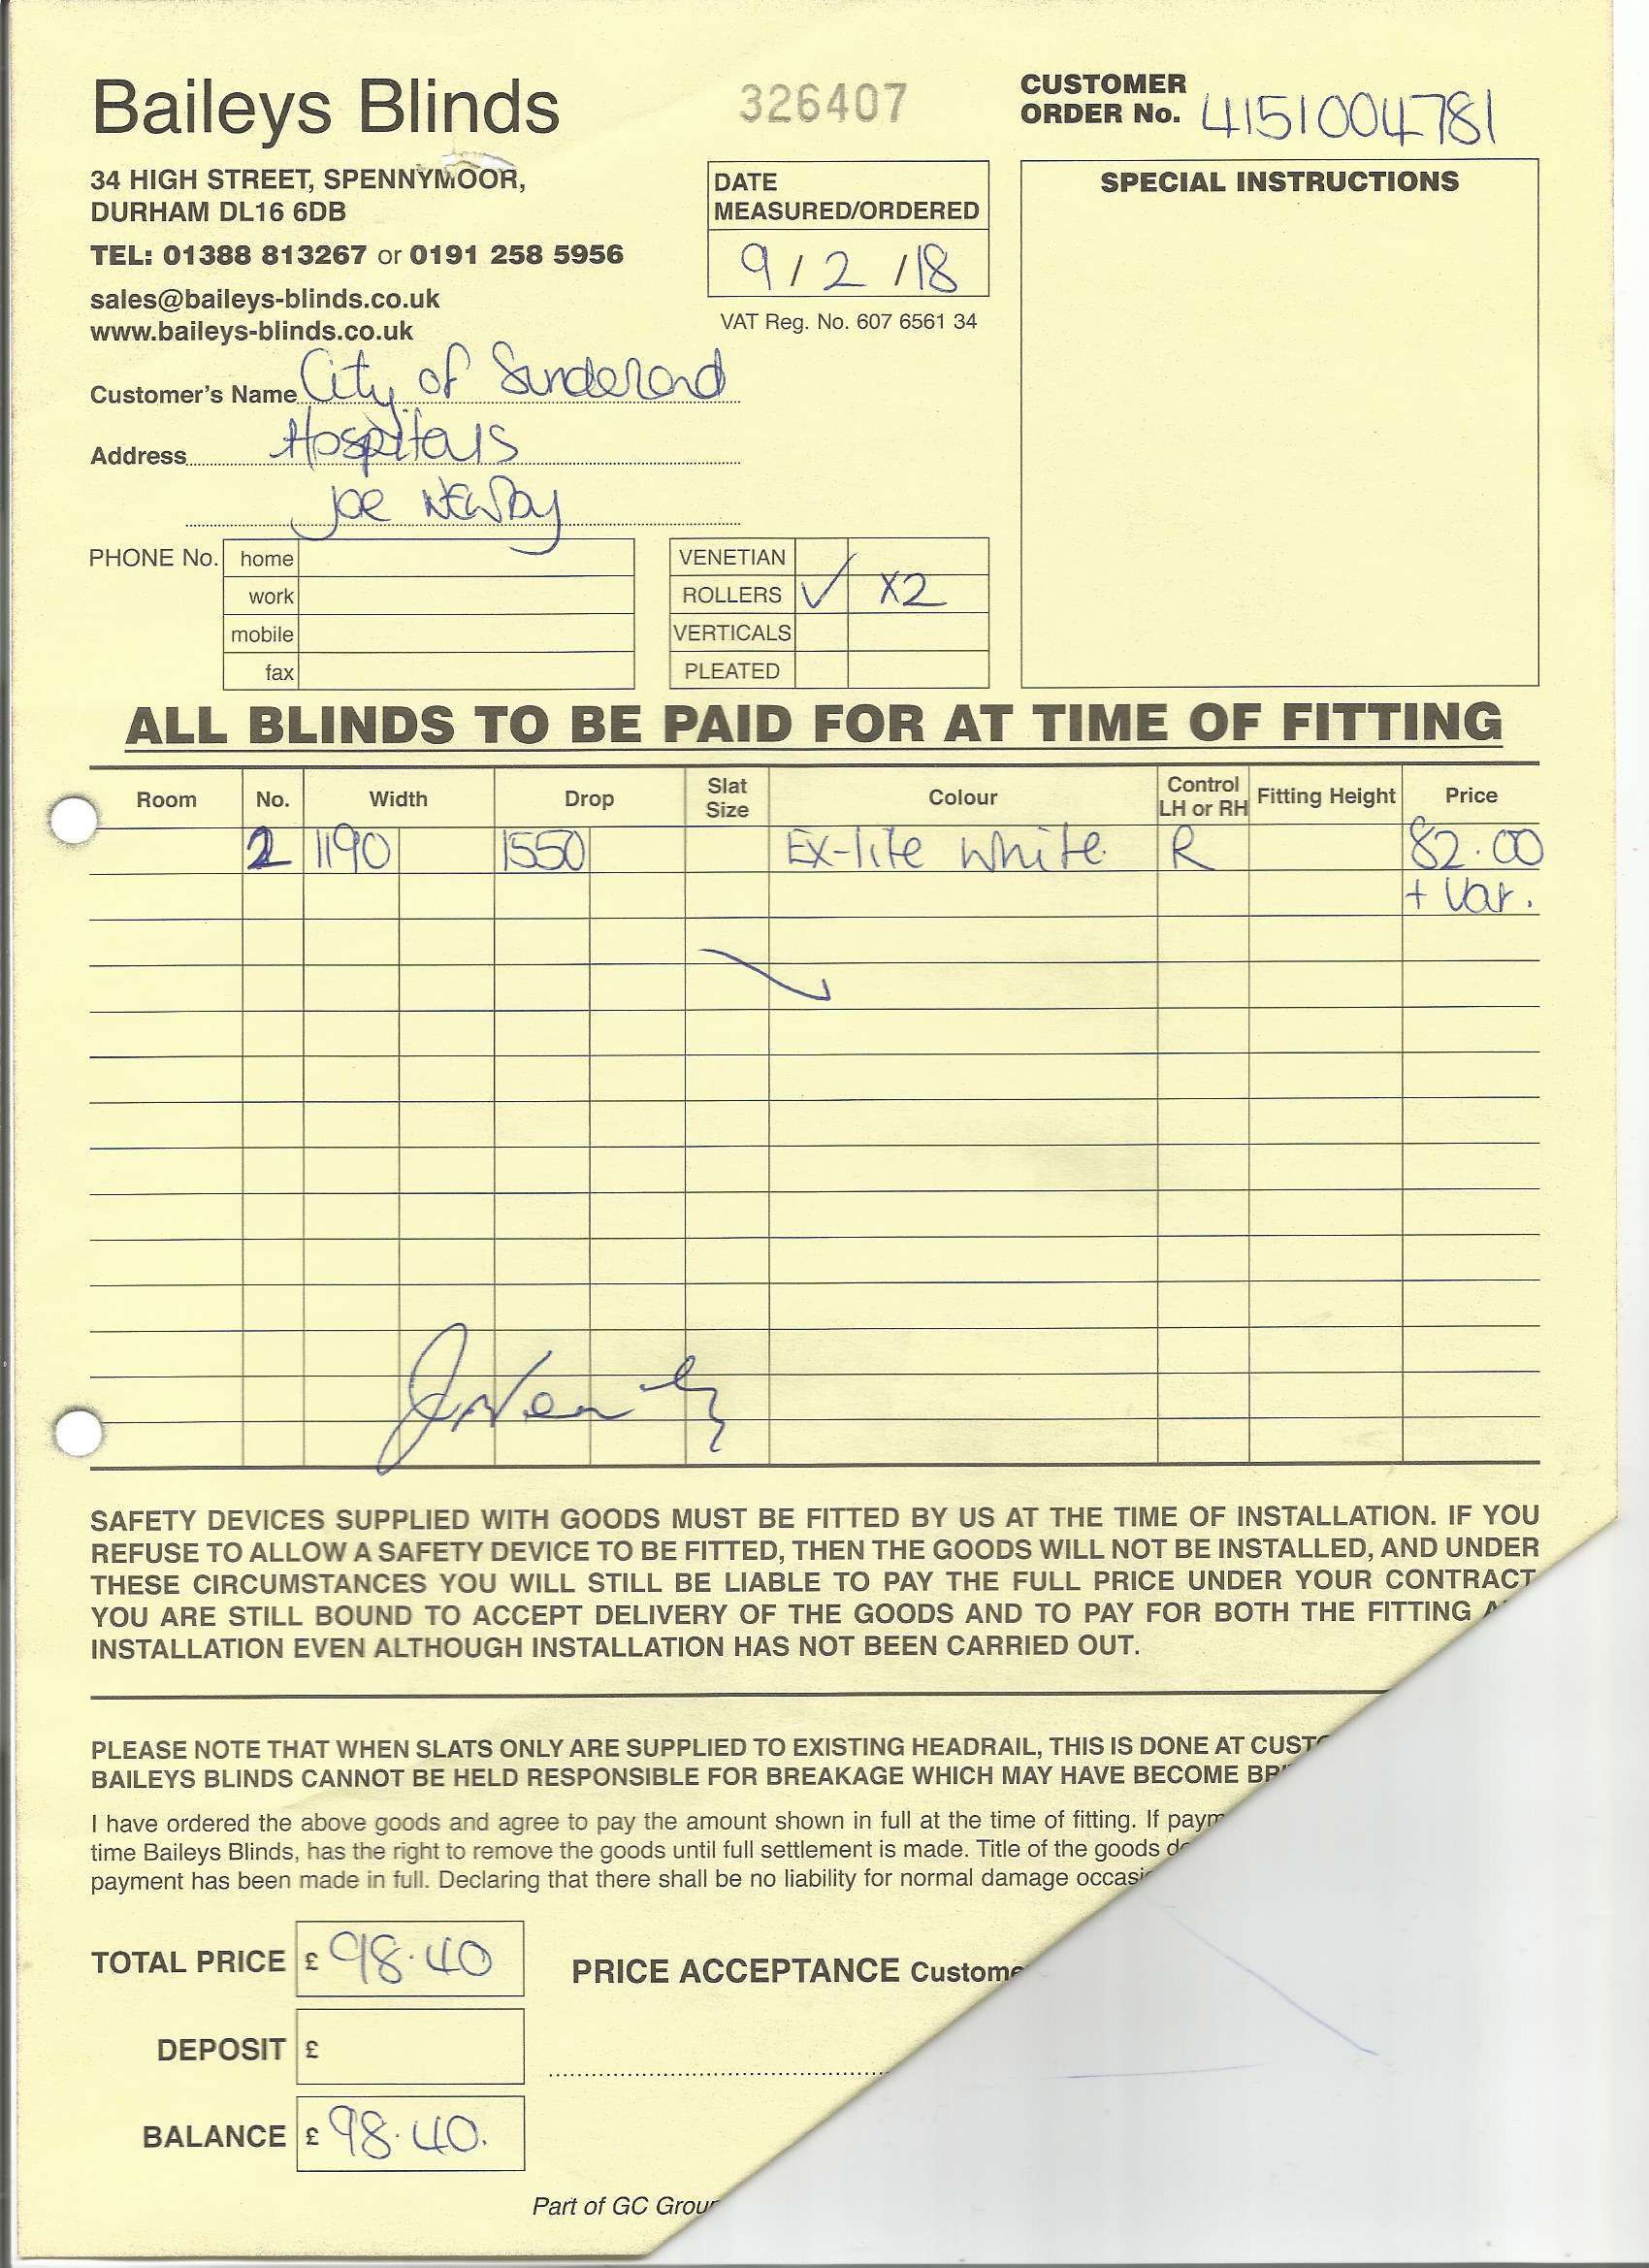 Baileys Blinds
326407
CUSTOMER
ORDER No. 4151004781
34 HIGH STREET, SPENNYMOOR,
DURHAM DL16 6DB
TEL: 01388 813267 or 0191 258 5956
sales@baileys-blinds.co.uk
www.baileys-blinds.co.uk
DATE
MEASURED/ORDERED
9 / 2 / 18
VAT Reg. No. 607 6561 34
SPECIAL INSTRUCTIONS
Customer's Name City of Sunderland
Address Hospitals
Joe Newby
PHONE No. home
work
mobile
fax
VENETIAN
ROLLERS ✓ X2
VERTICALS
PLEATED
ALL BLINDS TO BE PAID FOR AT TIME OF FITTING
Room No. Width Drop Slat Size Colour Control LH or RH Fitting Height Price
2 1190 1550 Ex-lite white R 82.00
+ Vat.
SAFETY DEVICES SUPPLIED WITH GOODS MUST BE FITTED BY US AT THE TIME OF INSTALLATION. IF YOU
REFUSE TO ALLOW A SAFETY DEVICE TO BE FITTED, THEN THE GOODS WILL NOT BE INSTALLED, AND UNDER
THESE CIRCUMSTANCES YOU WILL STILL BE LIABLE TO PAY THE FULL PRICE UNDER YOUR CONTRACT
YOU ARE STILL BOUND TO ACCEPT DELIVERY OF THE GOODS AND TO PAY FOR BOTH THE FITTING
INSTALLATION EVEN ALTHOUGH INSTALLATION HAS NOT BEEN CARRIED OUT.
PLEASE NOTE THAT WHEN SLATS ONLY ARE SUPPLIED TO EXISTING HEADRAIL, THIS IS DONE AT
BAILEYS BLINDS CANNOT BE HELD RESPONSIBLE FOR BREAKAGE WHICH MAY HAVE BECOME
I have ordered the above goods and agree to pay the amount shown in full at the time of fitting. If
time Baileys Blinds, has the right to remove the goods until full settlement is made. Title of the goods
payment has been made in full. Declaring that there shall be no liability for normal damage
TOTAL PRICE £ 98.40
PRICE ACCEPTANCE Custome
DEPOSIT £
BALANCE £ 98.40.
Part of GC Grou